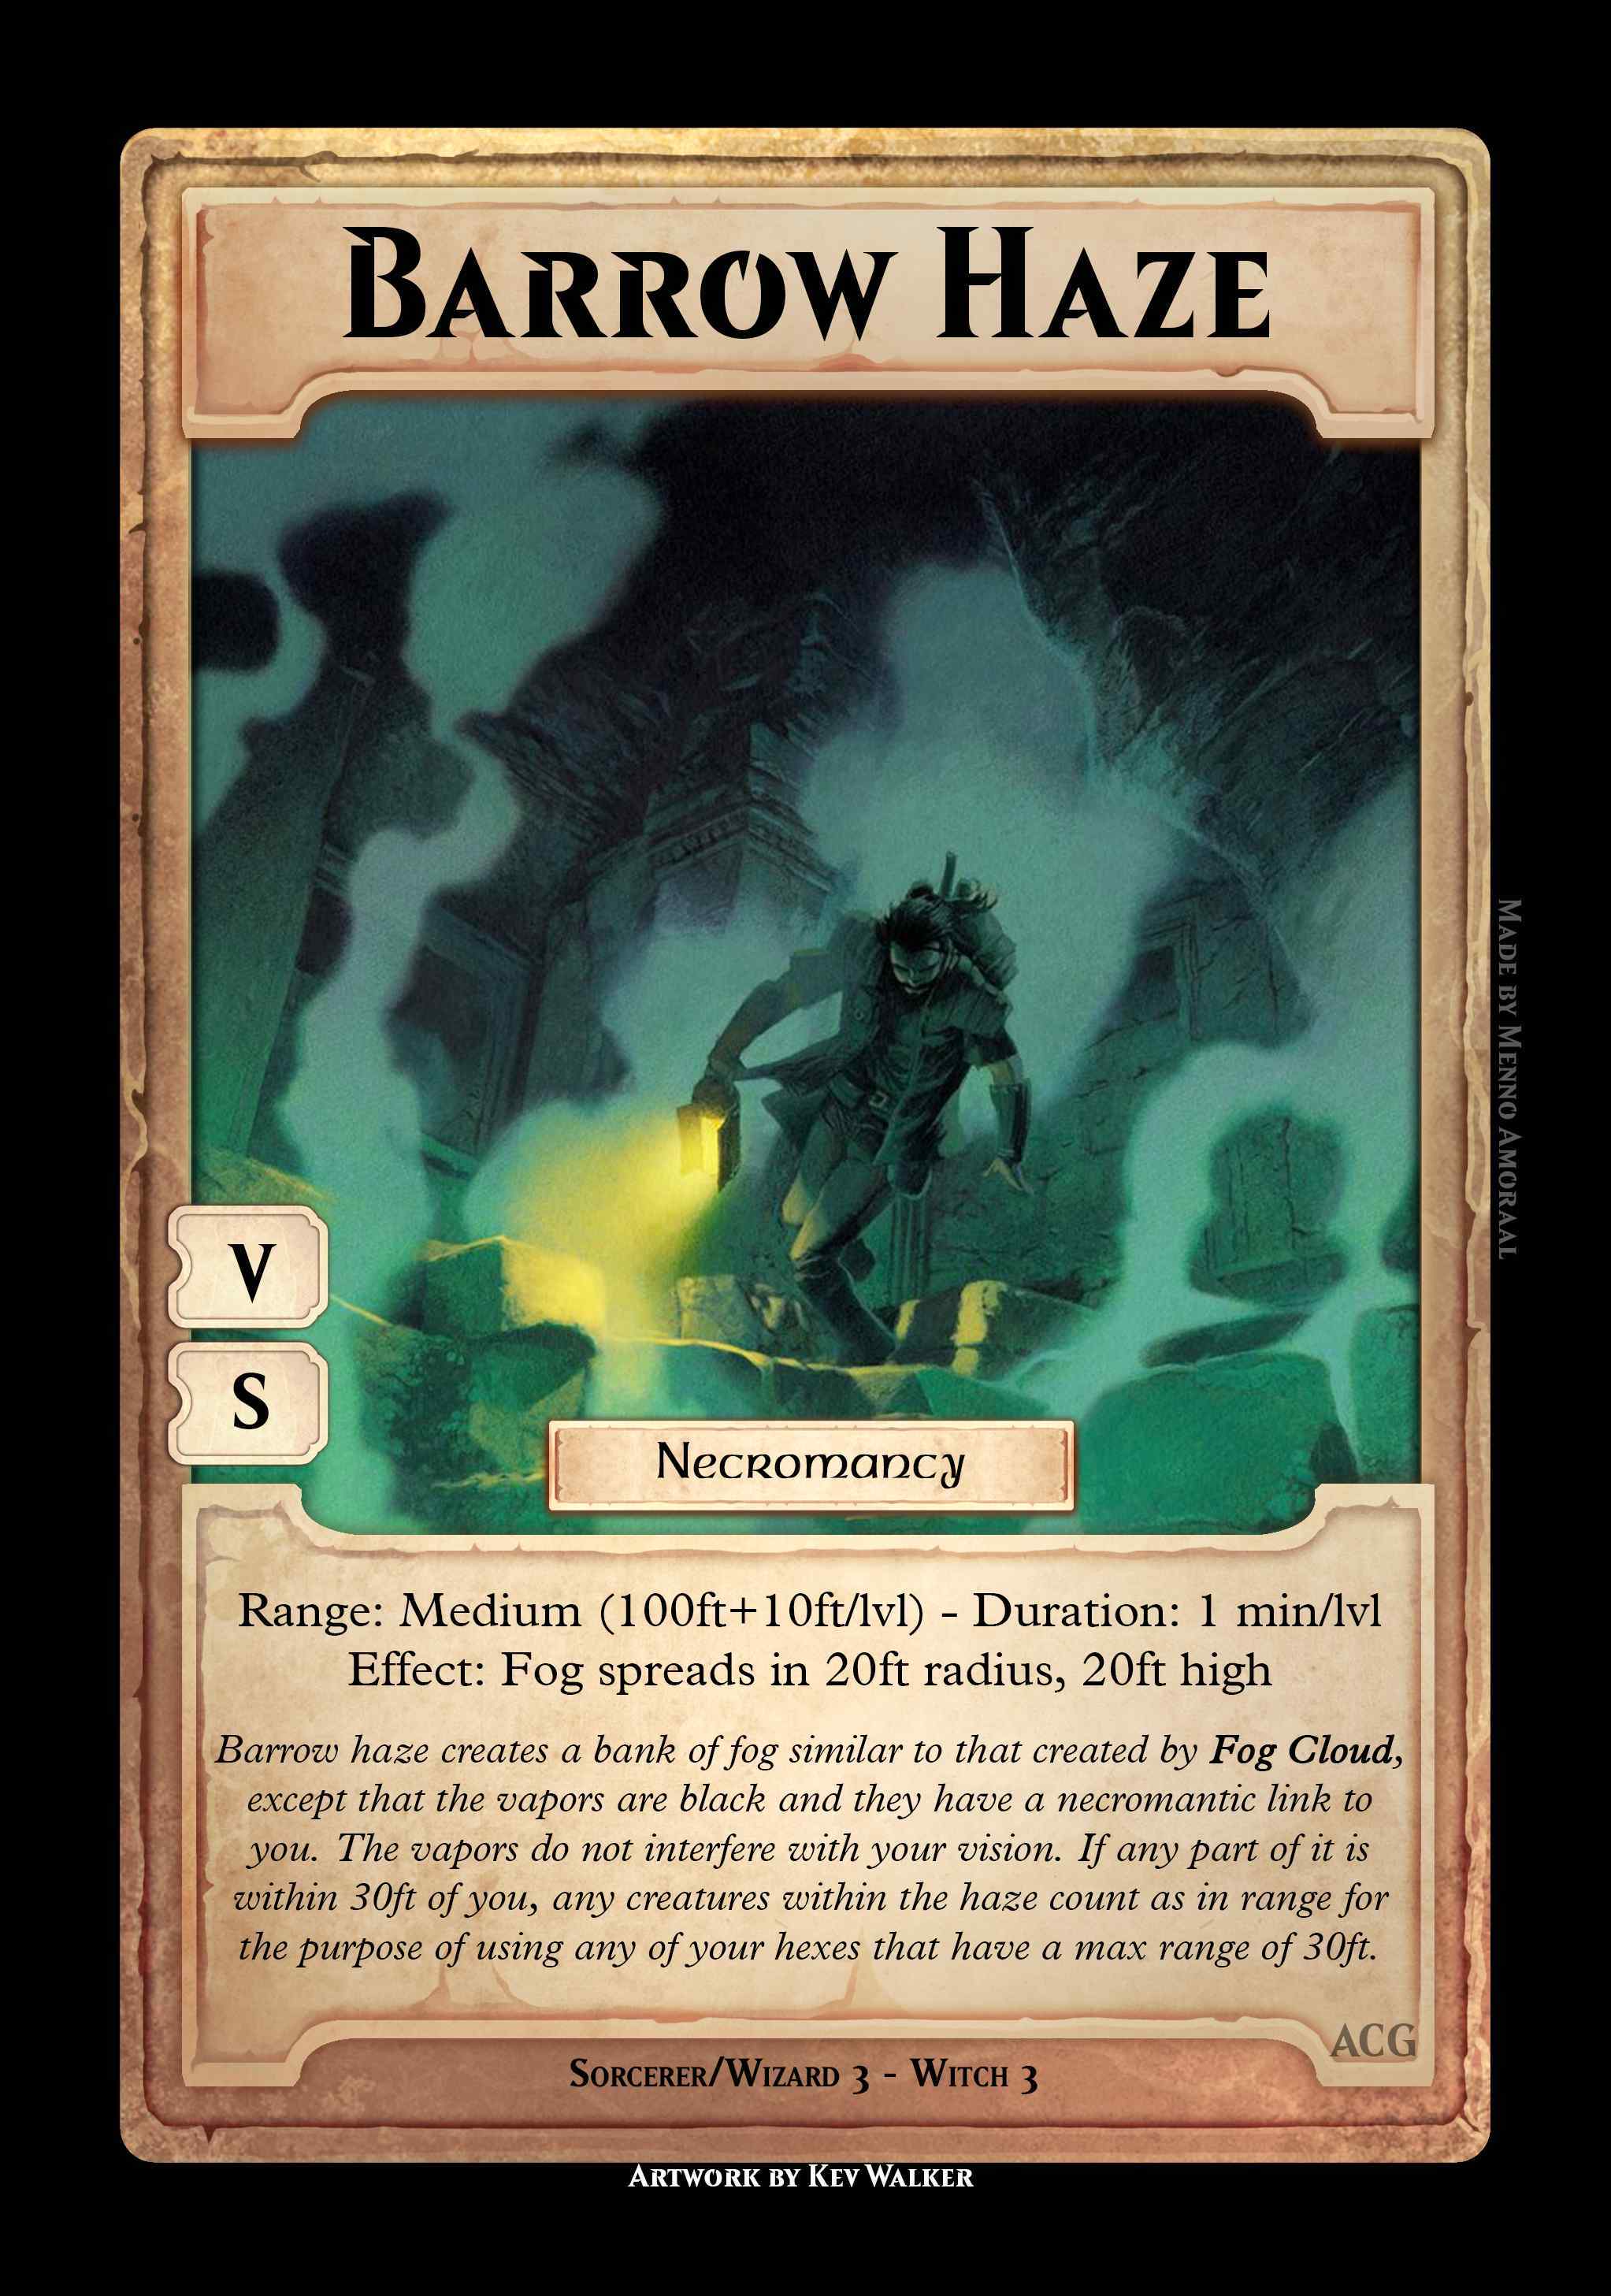 Barrow Haze
Made by Menno Amoraal
V
S
Necromancy
Range: Medium (100ft+10ft/lvl) - Duration: 1 min/lvl
Effect: Fog spreads in 20ft radius, 20ft high
Barrow haze creates a bank of fog similar to that created by Fog Cloud,
except that the vapors are black and they have a necromantic link to
you. The vapors do not interfere with your vision. If any part of it is
within 30ft of you, any creatures within the haze count as in range for
the purpose of using any of your hexes that have a max range of 30ft.
ACG
Sorcerer/Wizard 3 - Witch 3
Artwork by Kev Walker